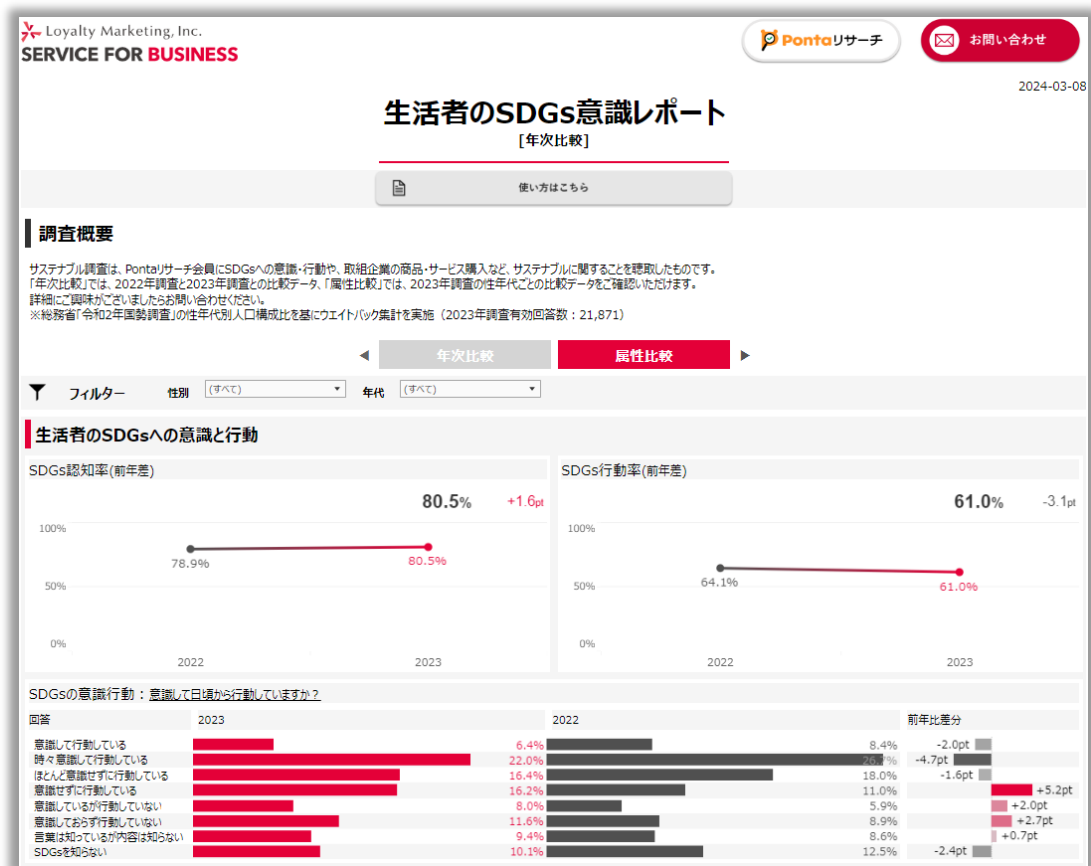 Loyalty Marketing, Inc.
SERVICE FOR BUSINESS
Pontaリサーチ
お問い合わせ
2024-03-08
生活者のSDGs意識レポート
[年次比較]
使い方はこちら
調査概要
サステナブル調査は、Pontaリサーチ会員にSDGsへの意識・行動や、取組企業の商品・サービス購入など、サステナブルに関することを聴取したものです。
「年次比較」では、2022年調査と2023年調査との比較データ、「属性比較」では、2023年調査の性年代ごとの比較データをご確認いただけます。
詳細にご興味がございましたらお問い合わせください。
※総務省「令和2年国勢調査」の性年代別人口構成比を基にウエイトバック集計を実施（2023年調査有効回答数：21,871）
年次比較 属性比較
フィルター 性別 (すべて) 年代 (すべて)
生活者のSDGsへの意識と行動
SDGs認知率(前年差)
80.5% +1.6pt
100%
78.9% 80.5%
50%
0%
2022 2023
SDGs行動率(前年差)
61.0% -3.1pt
100%
64.1% 61.0%
50%
0%
2022 2023
SDGsの意識行動：意識して日頃から行動していますか？
回答 2023 2022 前年比差分
意識して行動している 6.4% 8.4% -2.0pt
時々意識して行動している 22.0% 26.7% -4.7pt
ほとんど意識せずに行動している 16.4% 18.0% -1.6pt
意識せずに行動している 16.2% 11.0% +5.2pt
意識しているが行動していない 8.0% 5.9% +2.0pt
意識しておらず行動していない 11.6% 8.9% +2.7pt
言葉は知っているが内容は知らない 9.4% 8.6% +0.7pt
SDGsを知らない 10.1% 12.5% -2.4pt